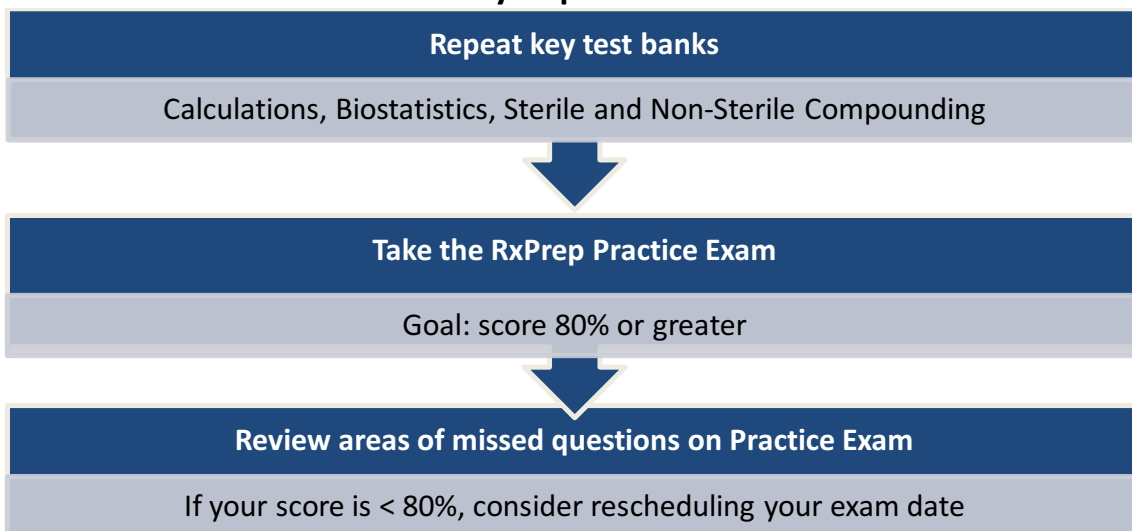 Repeat key test banks
Calculations, Biostatistics, Sterile and Non-Sterile Compounding
Take the RxPrep Practice Exam
Goal: score 80% or greater
Review areas of missed questions on Practice Exam
If your score is < 80%, consider rescheduling your exam date